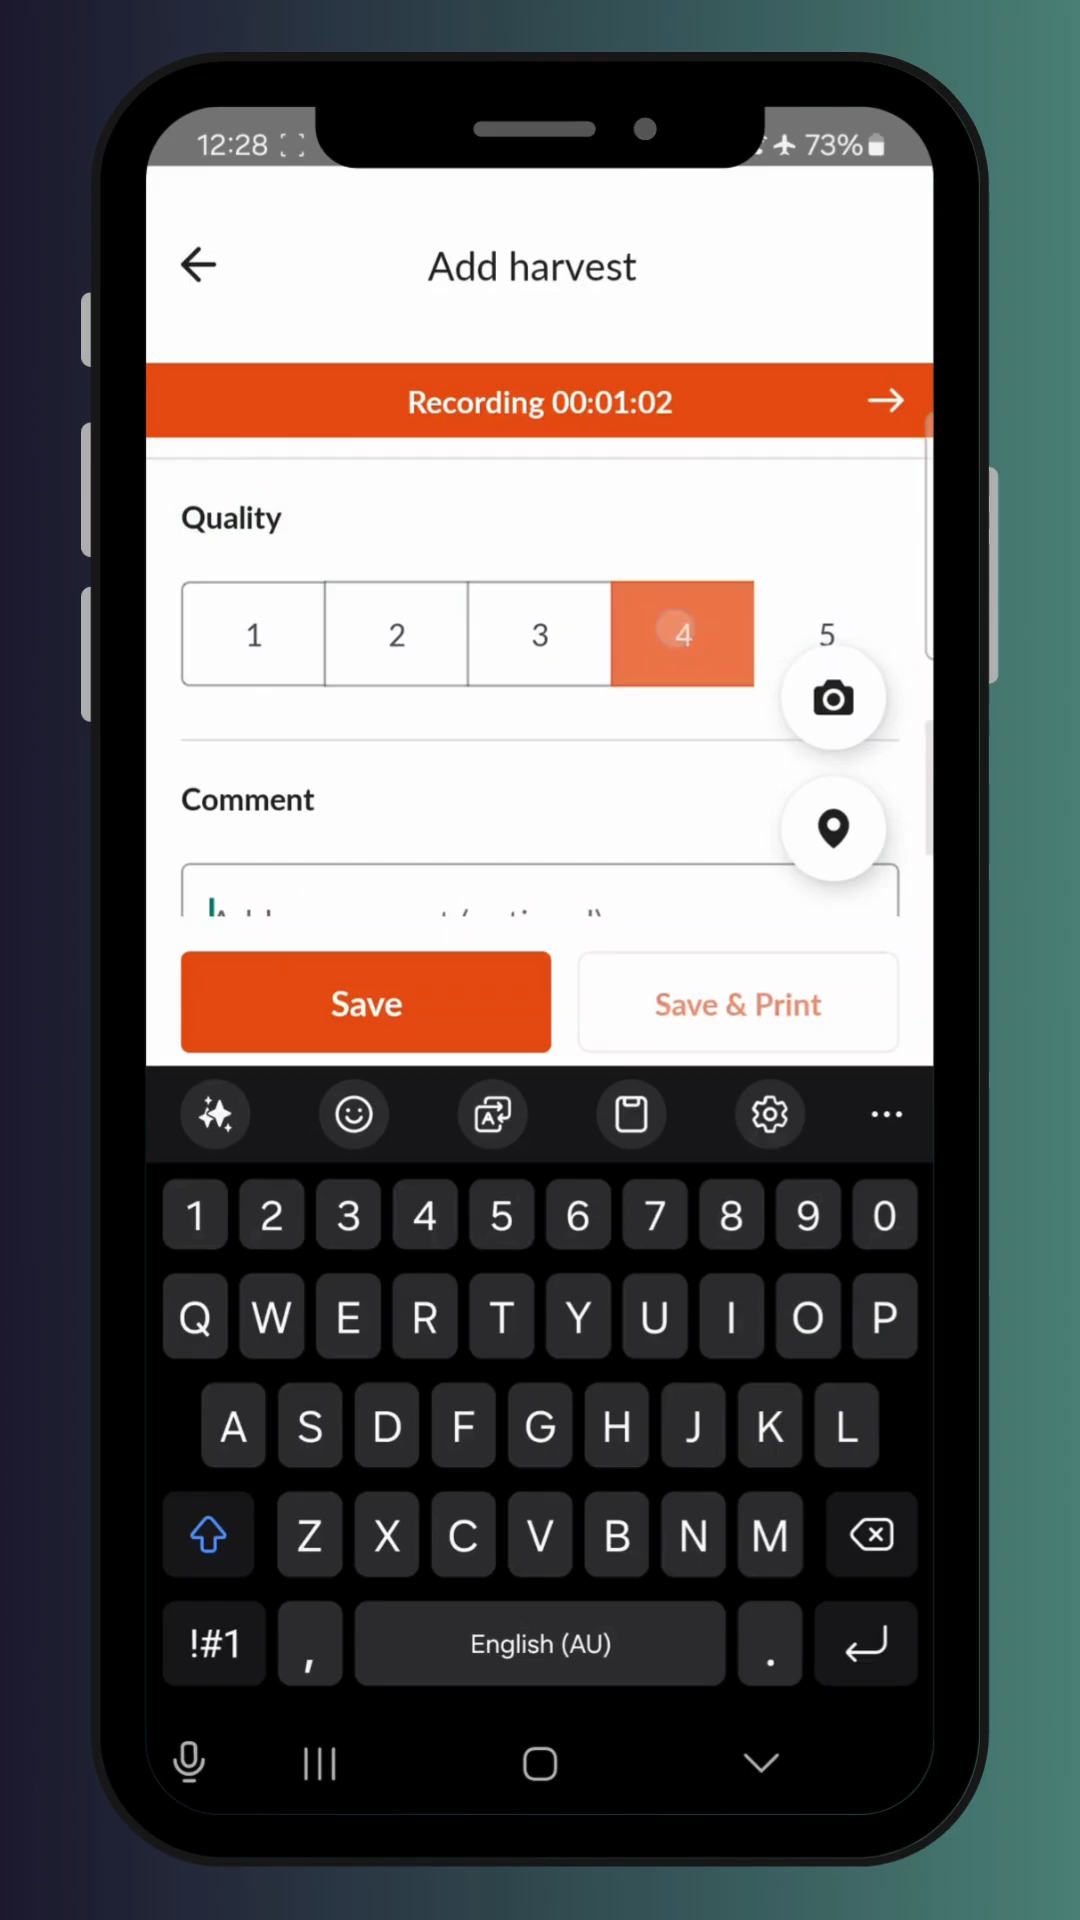 12:28
73%
Add harvest
Recording 00:01:02
Quality
1 2 3 4 5
Comment
Save
Save & Print
1 2 3 4 5 6 7 8 9 0
Q W E R T Y U I O P
A S D F G H J K L
Z X C V B N M
!#1 , English (AU) .